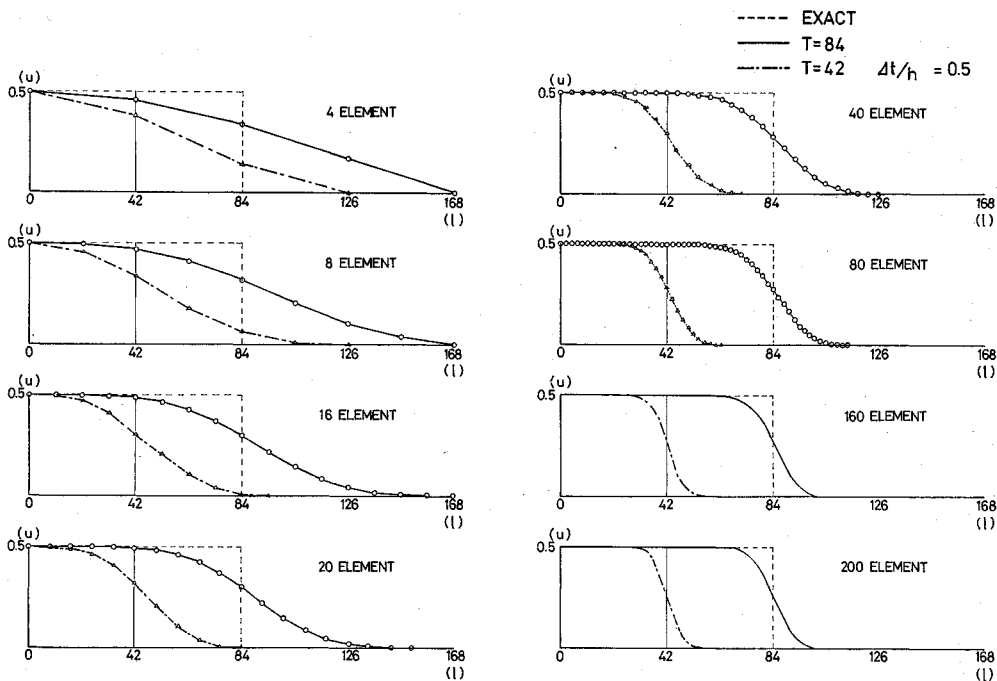 EXACT
T=84
T=42 Δt/h = 0.5
(u)
0.5
4 ELEMENT
0 42 84 126 168
(l)
(u)
0.5
8 ELEMENT
0 42 84 126 168
(l)
(u)
0.5
16 ELEMENT
0 42 84 126 168
(l)
(u)
0.5
20 ELEMENT
0 42 84 126 168
(l)
(u)
0.5
40 ELEMENT
0 42 84 126 168
(l)
(u)
0.5
80 ELEMENT
0 42 84 126 168
(l)
(u)
0.5
160 ELEMENT
0 42 84 126 168
(l)
(u)
0.5
200 ELEMENT
0 42 84 126 168
(l)